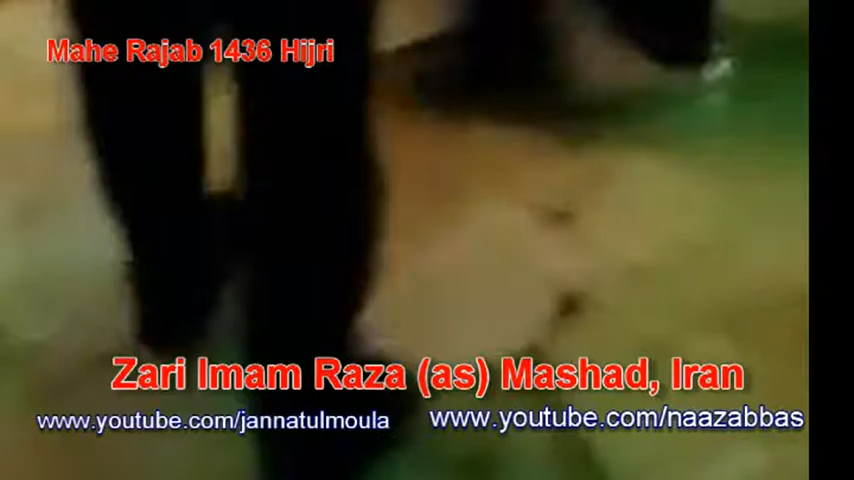 Mahe Rajab 1436 Hijri
Zari Imam Raza (as) Mashad, Iran
www.youtube.com/jannatulmoula www.youtube.com/naazabbas